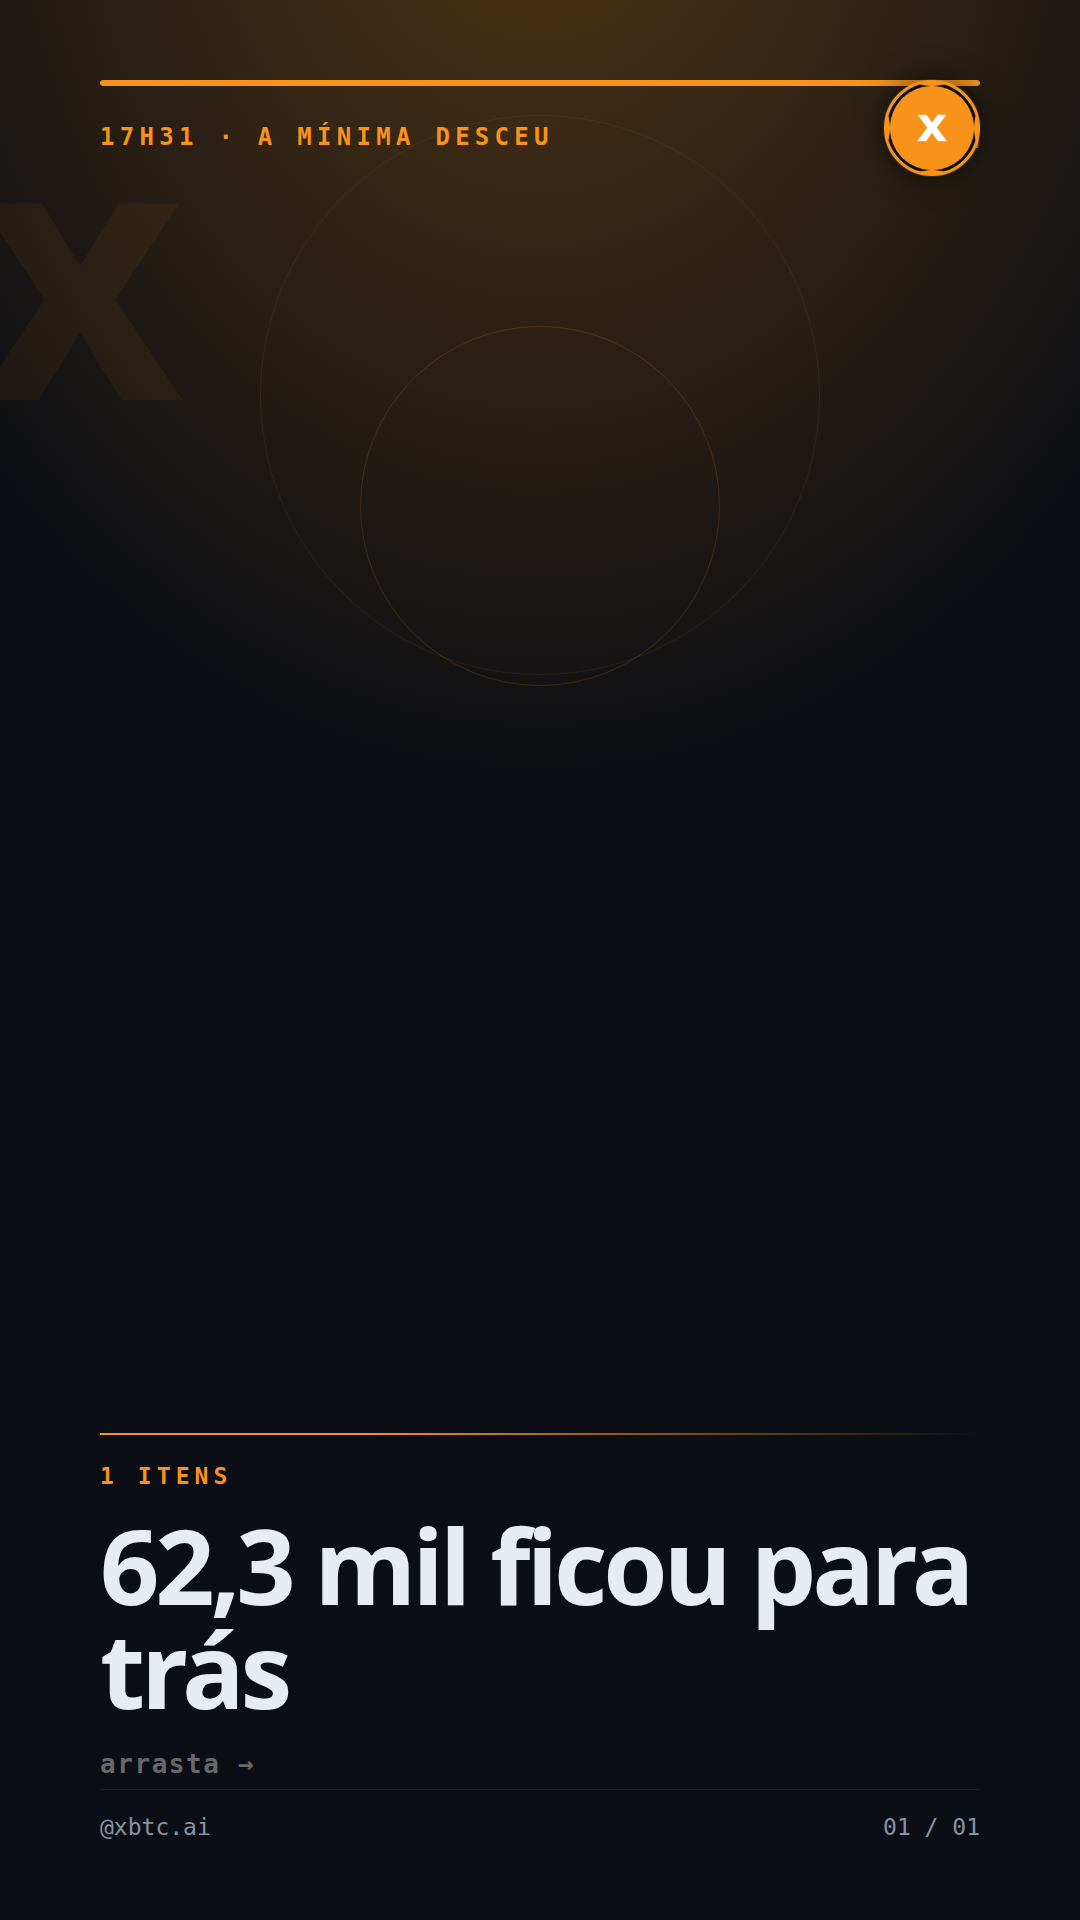 17H31 · A MÍNIMA DESCEU
x
x
1 ITENS
62,3 mil ficou para
trás
arrasta →
@xbtc.ai
01 / 01